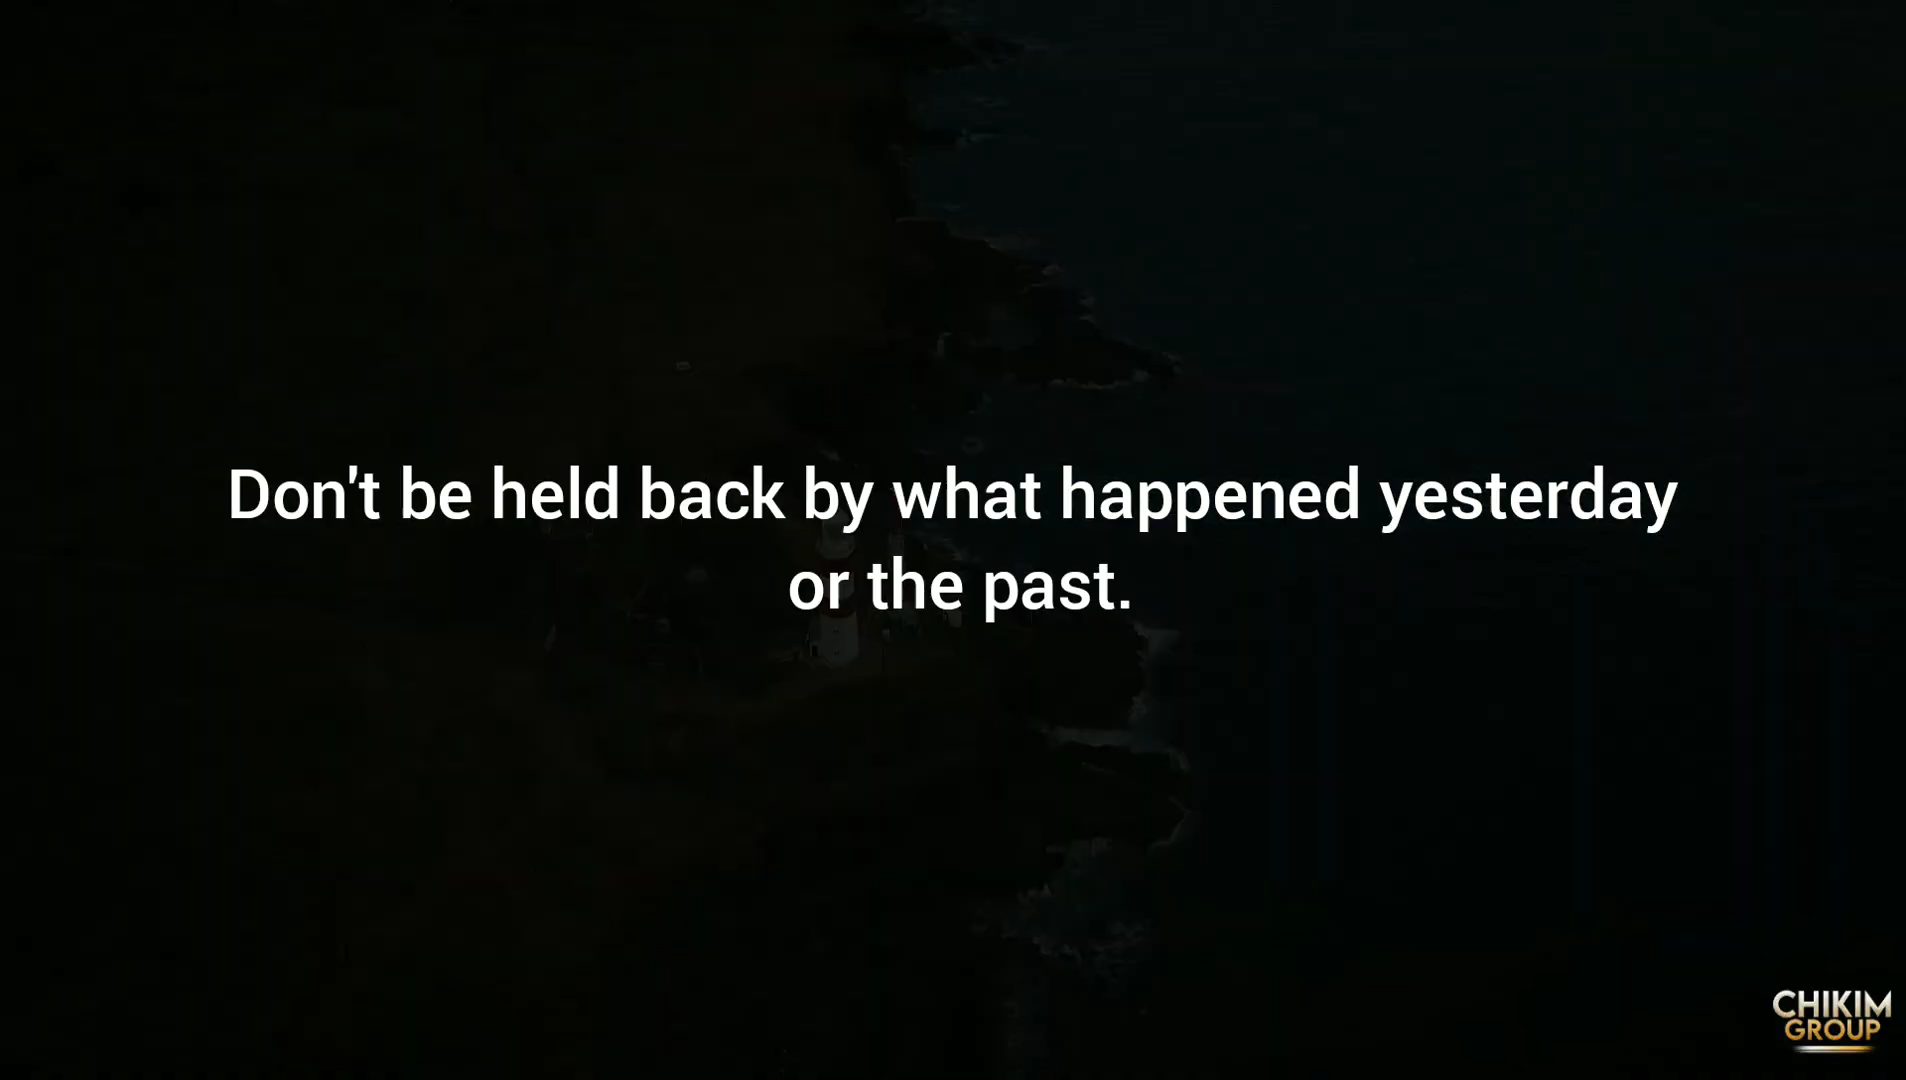 Don't be held back by what happened yesterday
or the past.
CHIKIM
GROUP